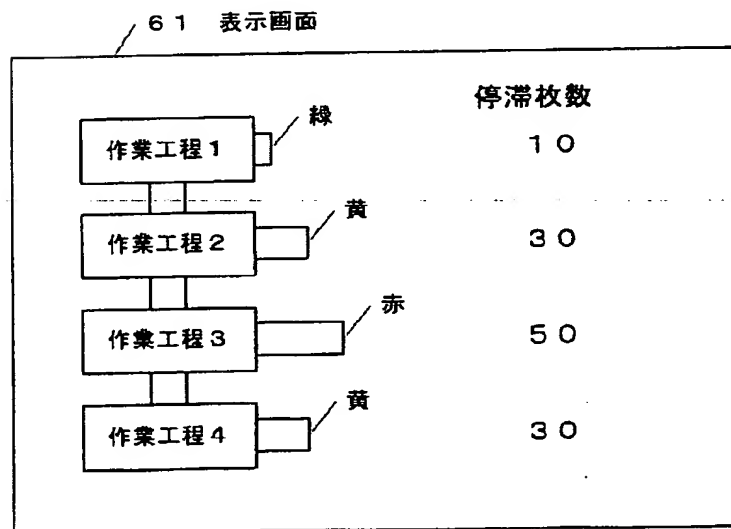 ６１ 表示画面
停滞枚数
作業工程１ 緑 １０
作業工程２ 黄 ３０
作業工程３ 赤 ５０
作業工程４ 黄 ３０